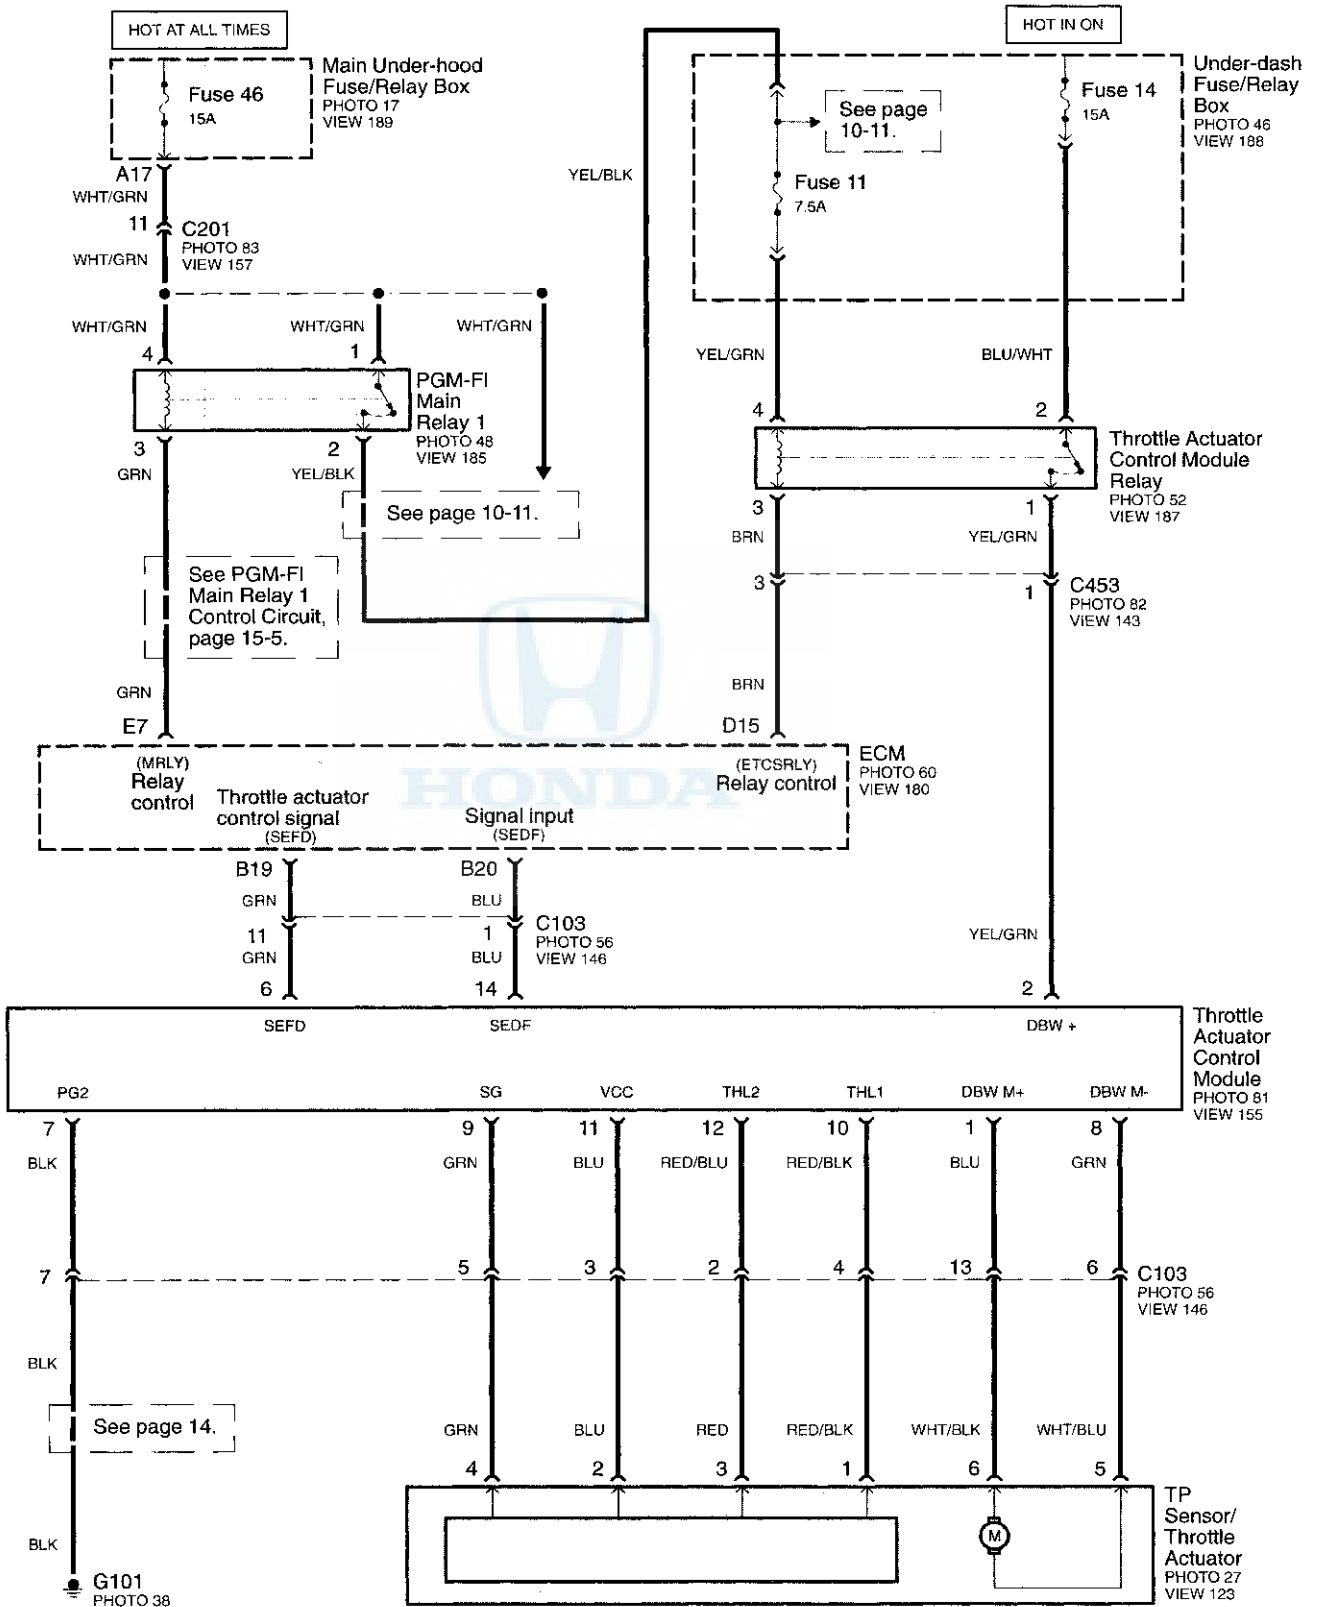 HOT AT ALL TIMES
HOT IN ON
Main Under-hood
Fuse/Relay Box
PHOTO 17
VIEW 189
Fuse 46
15A
Under-dash
Fuse/Relay
Box
PHOTO 46
VIEW 188
Fuse 14
15A
See page
10-11.
Fuse 11
7.5A
A17
WHT/GRN
YEL/BLK
11
C201
PHOTO 83
VIEW 157
WHT/GRN
WHT/GRN
WHT/GRN
WHT/GRN
YEL/GRN
BLU/WHT
4
1
PGM-FI
Main
Relay 1
PHOTO 48
VIEW 185
4
2
Throttle Actuator
Control Module
Relay
PHOTO 52
VIEW 187
3
2
GRN
YEL/BLK
See page 10-11.
3
1
BRN
YEL/GRN
See PGM-FI
Main Relay 1
Control Circuit,
page 15-5.
3
1
C453
PHOTO 82
VIEW 143
GRN
BRN
E7
D15
ECM
PHOTO 60
VIEW 180
(MRLY)
Relay
control
(ETCSRLY)
Relay control
HONDA
Throttle actuator
control signal
(SEFD)
Signal input
(SEDF)
B19
B20
GRN
BLU
11
1
C103
PHOTO 56
VIEW 146
GRN
BLU
YEL/GRN
6
14
2
SEFD
SEDF
DBW +
Throttle
Actuator
Control
Module
PHOTO 81
VIEW 155
PG2
SG
VCC
THL2
THL1
DBW M+
DBW M-
7
9
11
12
10
1
8
BLK
GRN
BLU
RED/BLU
RED/BLK
BLU
GRN
7
5
3
2
4
13
6
C103
PHOTO 56
VIEW 146
BLK
See page 14.
GRN
BLU
RED
RED/BLK
WHT/BLK
WHT/BLU
4
2
3
1
6
5
TP
Sensor/
Throttle
Actuator
PHOTO 27
VIEW 123
M
BLK
G101
PHOTO 38